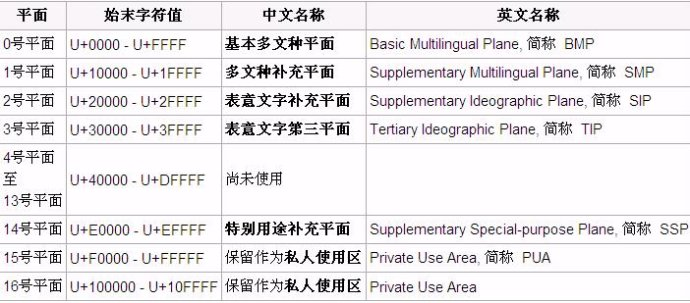 平面 始末字符值 中文名称 英文名称
0号平面 U+0000 - U+FFFF 基本多文种平面 Basic Multilingual Plane, 简称 BMP
1号平面 U+10000 - U+1FFFF 多文种补充平面 Supplementary Multilingual Plane, 简称 SMP
2号平面 U+20000 - U+2FFFF 表意文字补充平面 Supplementary Ideographic Plane, 简称 SIP
3号平面 U+30000 - U+3FFFF 表意文字第三平面 Tertiary Ideographic Plane, 简称 TIP
4号平面
至
13号平面 U+40000 - U+DFFFF 尚未使用
14号平面 U+E0000 - U+EFFFF 特别用途补充平面 Supplementary Special-purpose Plane, 简称 SSP
15号平面 U+F0000 - U+FFFFF 保留作为私人使用区 Private Use Area, 简称 PUA
16号平面 U+100000 - U+10FFFF 保留作为私人使用区 Private Use Area